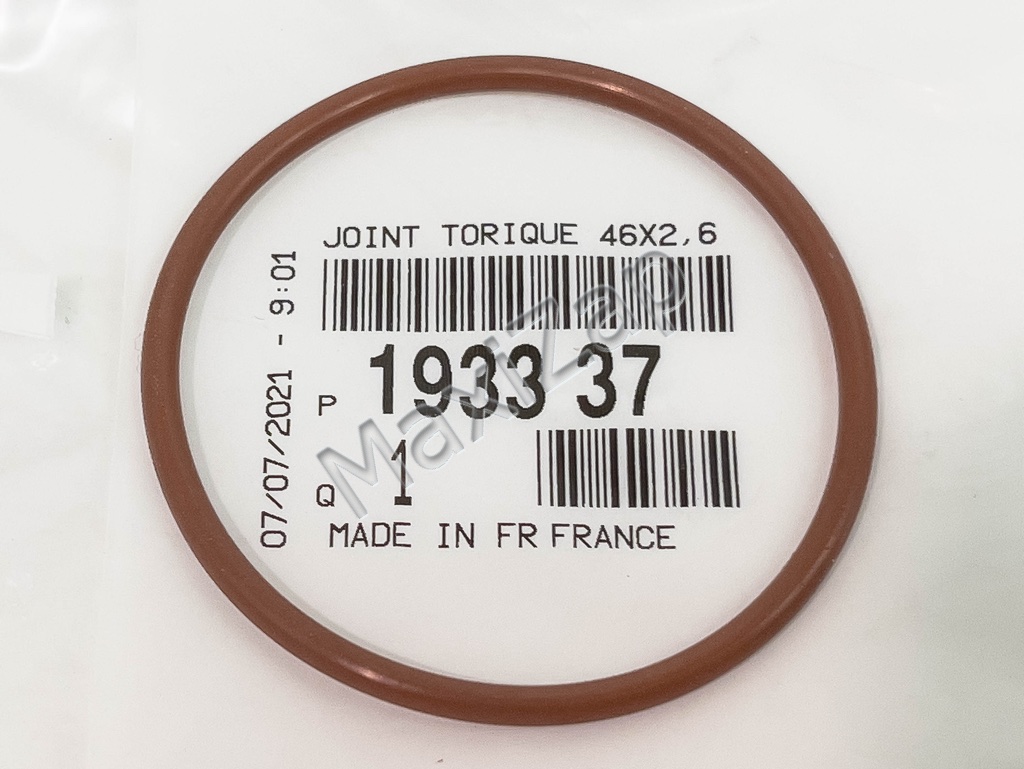 JOINT TORIQUE 46X2,6
07/07/2021 - 9:01
P 1933 37
Q 1
MADE IN FR FRANCE
MaxiZap